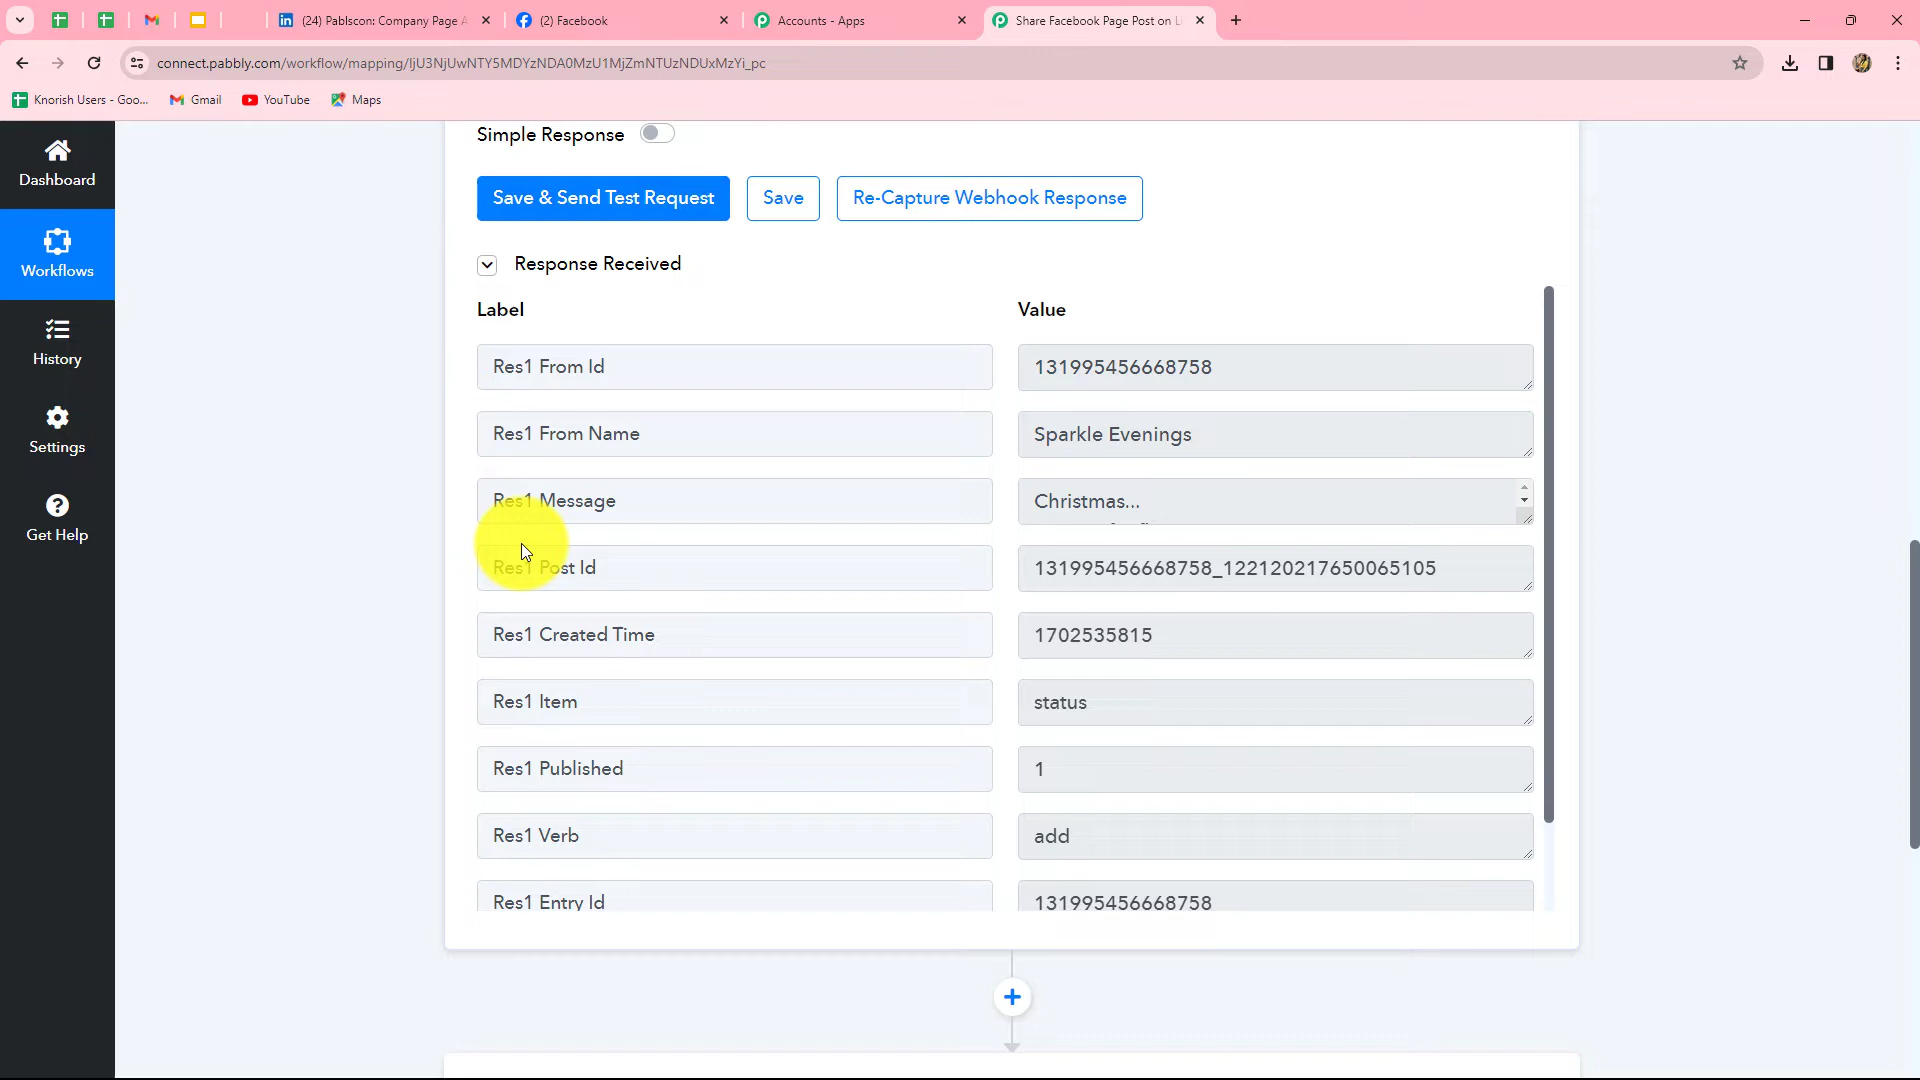 (24) Pablscon: Company Page A
(2) Facebook
Accounts - Apps
Share Facebook Page Post on Li
connect.pabbly.com/workflow/mapping/IjU3NjUwNTY5MDYzNDA0MzU1MjZmNTUzNDUxMzYi_pc
Knorish Users - Goo...
Gmail
YouTube
Maps
Dashboard
Workflows
History
Settings
Get Help
Simple Response
Save & Send Test Request
Save
Re-Capture Webhook Response
Response Received
Label
Value
Res1 From Id
131995456668758
Res1 From Name
Sparkle Evenings
Res1 Message
Christmas...
Res1 Post Id
131995456668758_122120217650065105
Res1 Created Time
1702535815
Res1 Item
status
Res1 Published
1
Res1 Verb
add
Res1 Entry Id
131995456668758